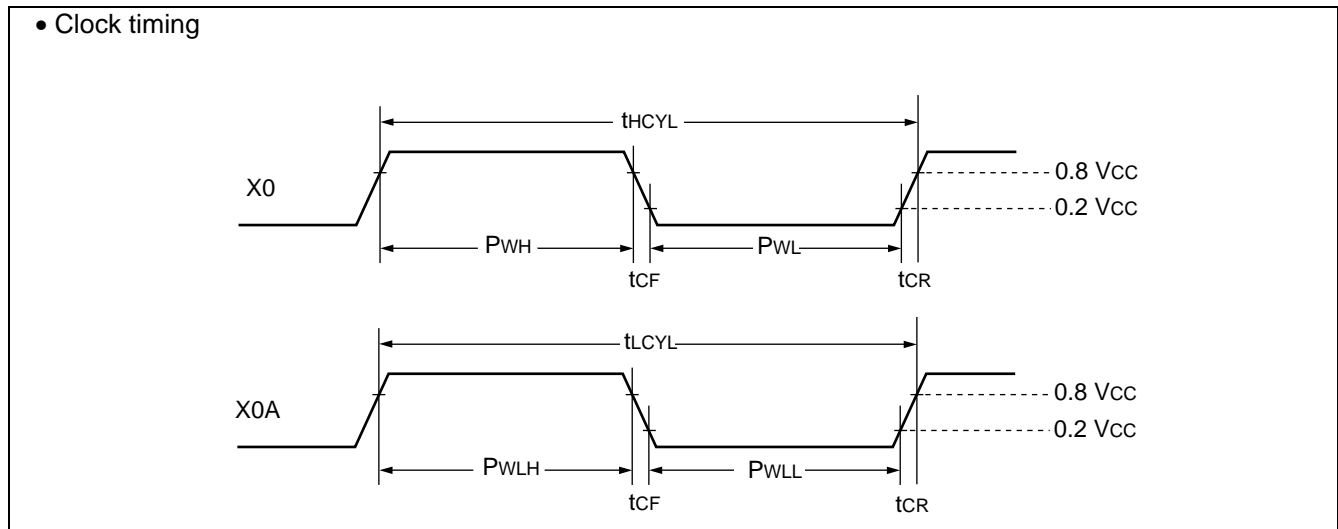 • Clock timing
tHCYL
X0
0.8 VCC
0.2 VCC
PWH
PWL
tCF
tCR
tLCYL
X0A
0.8 VCC
0.2 VCC
PWLH
PWLL
tCF
tCR